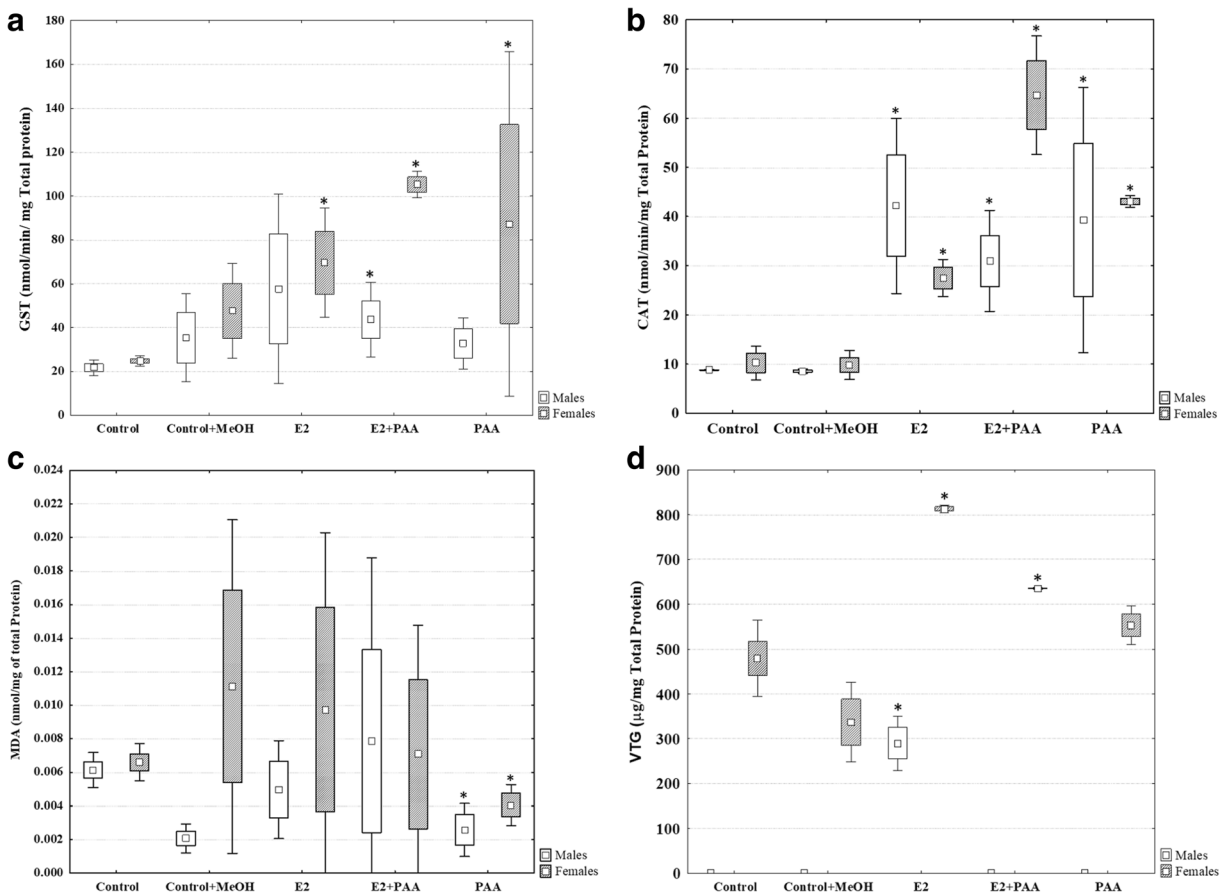 a
GST (nmol/min/ mg Total protein)
180
160
140
120
100
80
60
40
20
0
* * * *
Control Control+MeOH E2 E2+PAA PAA
Males
Females
b
CAT (nmol/min/mg Total Protein)
80
70
60
50
40
30
20
10
0
* * * * * *
Control Control+MeOH E2 E2+PAA PAA
Males
Females
c
MDA (nmol/mg of total Protein)
0.024
0.022
0.020
0.018
0.016
0.014
0.012
0.010
0.008
0.006
0.004
0.002
0.000
* *
Control Control+MeOH E2 E2+PAA PAA
Males
Females
d
VTG (µg/mg Total Protein)
900
800
700
600
500
400
300
200
100
0
* * *
Control Control+MeOH E2 E2+PAA PAA
Males
Females